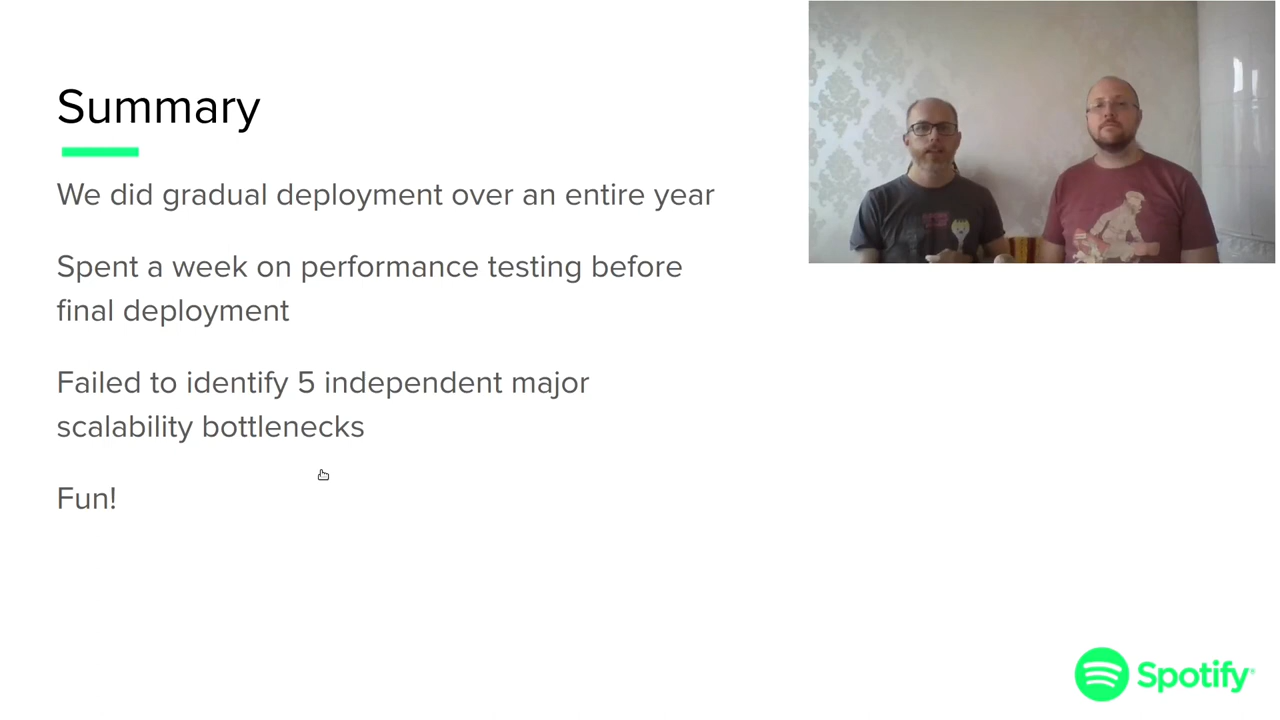 Summary
We did gradual deployment over an entire year
Spent a week on performance testing before
final deployment
Failed to identify 5 independent major
scalability bottlenecks
Fun!
Spotify